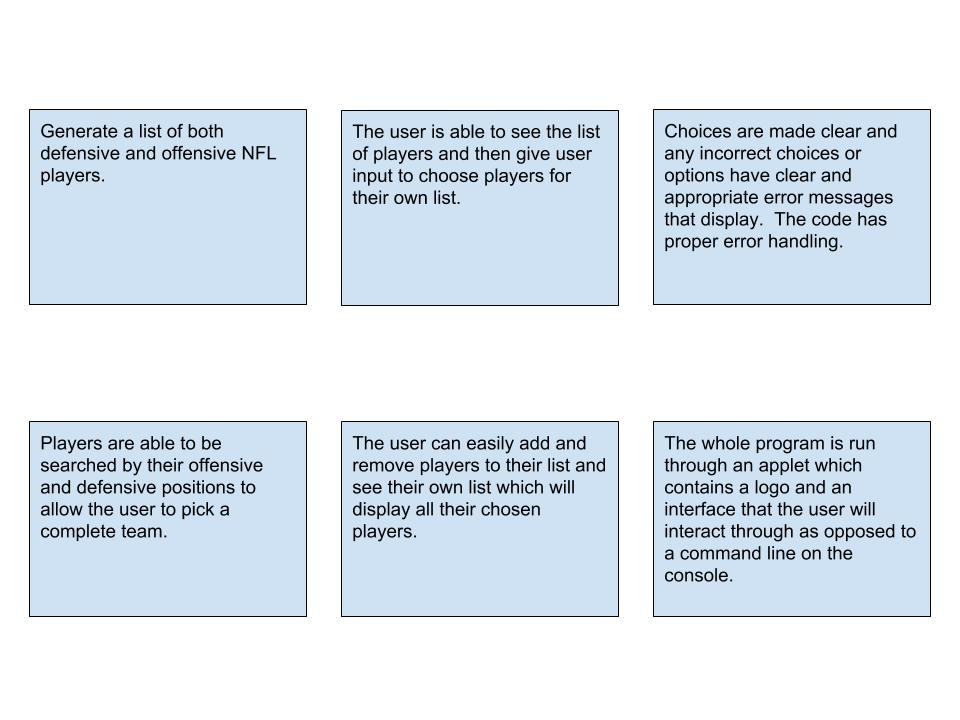 Generate a list of both
defensive and offensive NFL
players.
The user is able to see the list
of players and then give user
input to choose players for
their own list.
Choices are made clear and
any incorrect choices or
options have clear and
appropriate error messages
that display.  The code has
proper error handling.
Players are able to be
searched by their offensive
and defensive positions to
allow the user to pick a
complete team.
The user can easily add and
remove players to their list and
see their own list which will
display all their chosen
players.
The whole program is run
through an applet which
contains a logo and an
interface that the user will
interact through as opposed to
a command line on the
console.